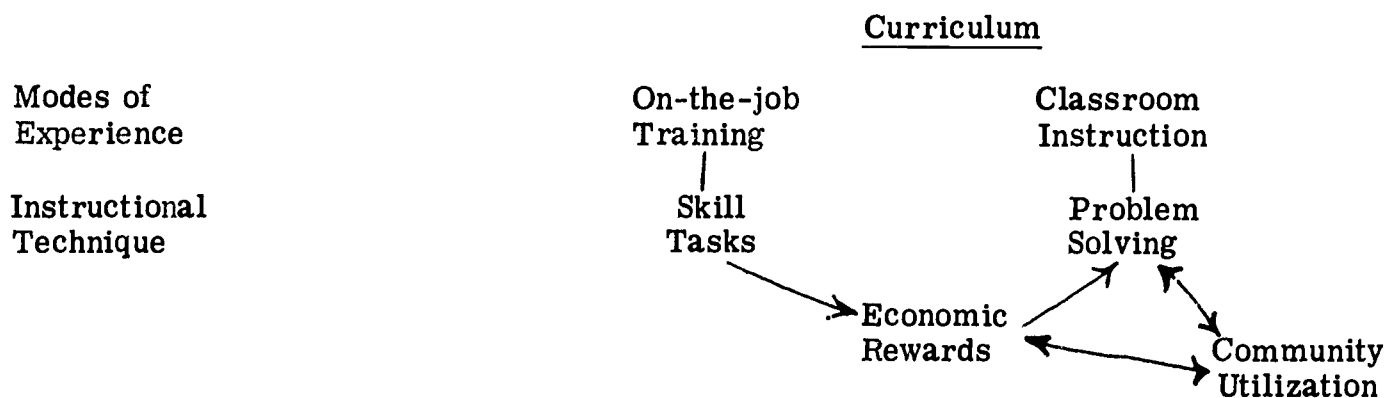 Curriculum
Modes of
Experience
On-the-job
Training
Classroom
Instruction
Instructional
Technique
Skill
Tasks
Problem
Solving
Economic
Rewards
Community
Utilization